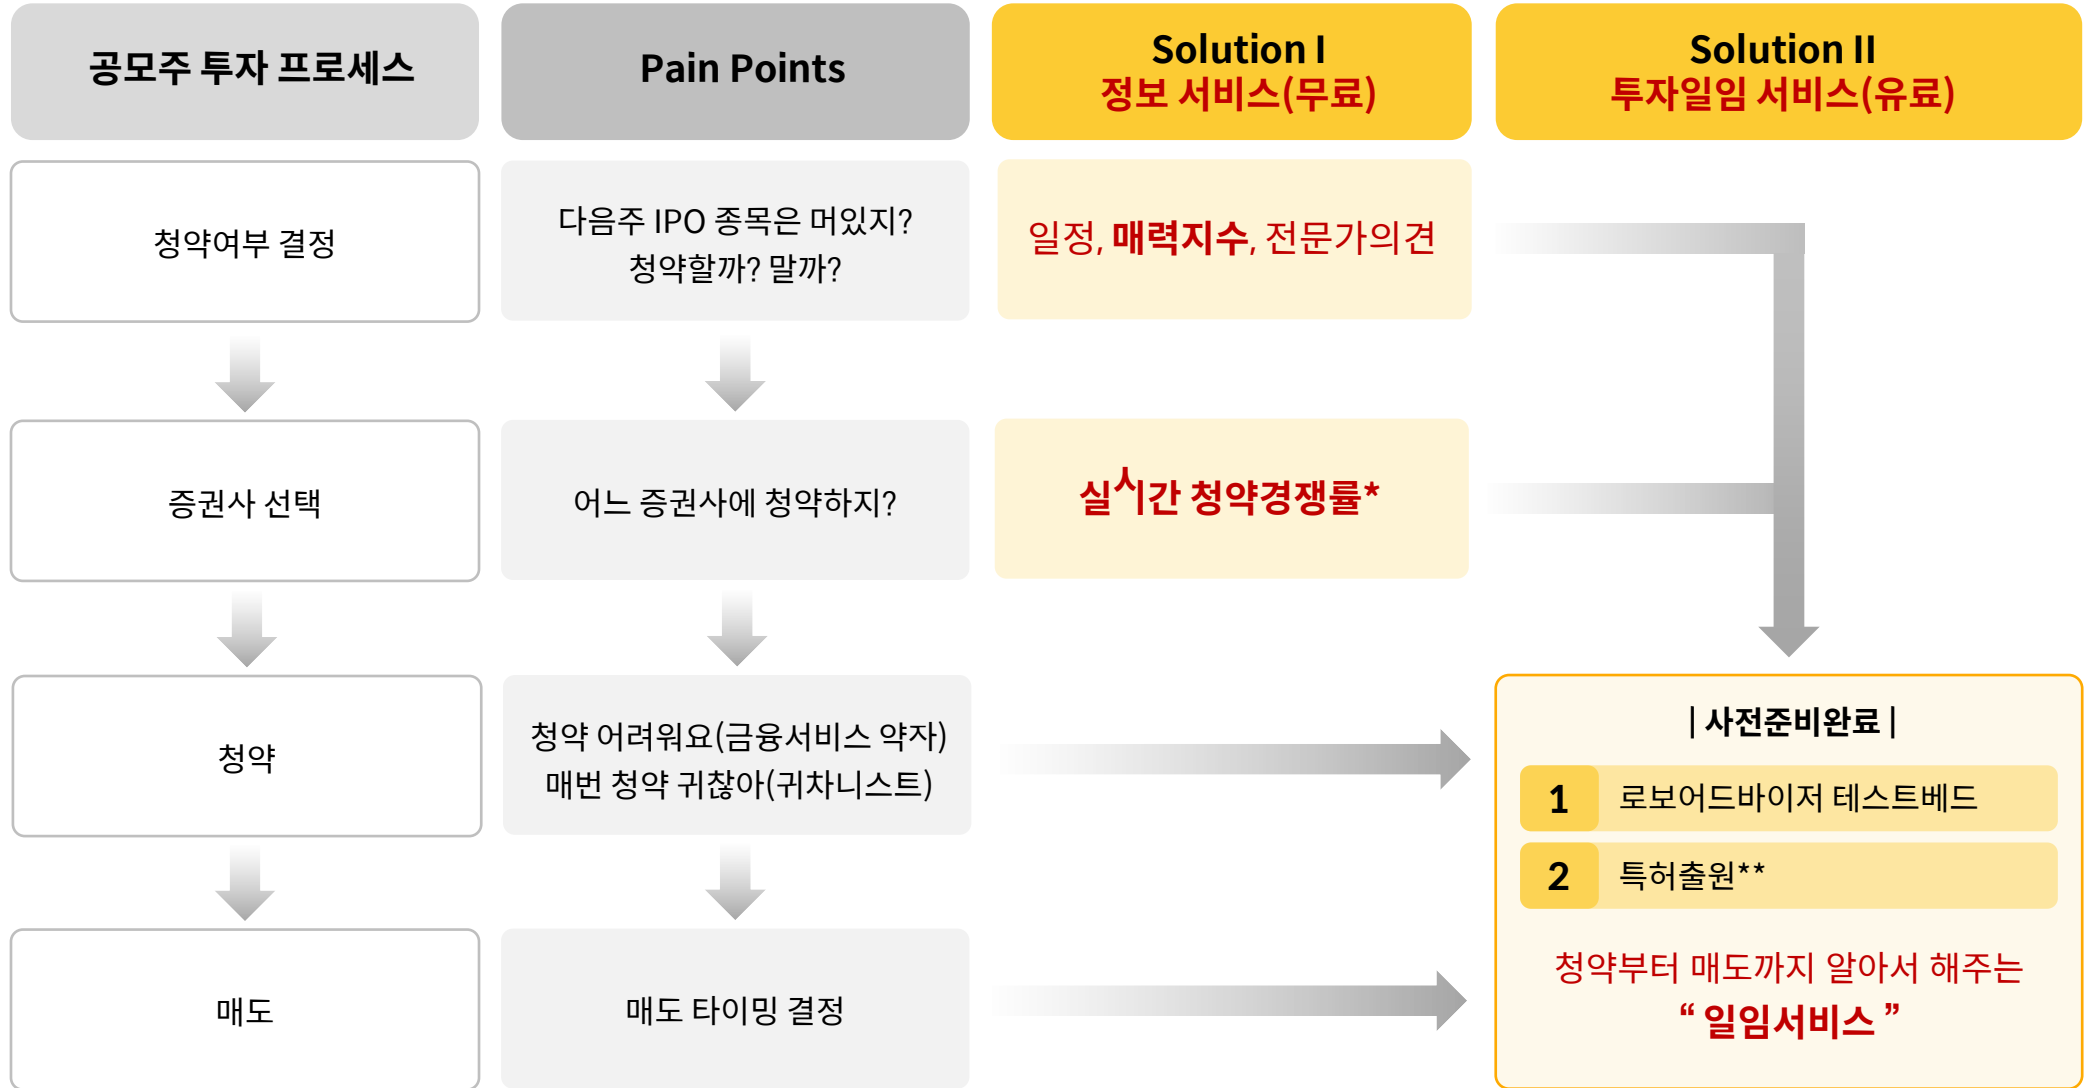 공모주 투자 프로세스
Pain Points
Solution I
정보 서비스(무료)
Solution II
투자일임 서비스(유료)
청약여부 결정
다음주 IPO 종목은 머있지?
청약할까? 말까?
일정, 매력지수, 전문가의견
증권사 선택
어느 증권사에 청약하지?
실시간 청약경쟁률*
청약
청약 어려워요(금융서비스 약자)
매번 청약 귀찮아(귀차니스트)
| 사전준비완료 |
1 로보어드바이저 테스트베드
2 특허출원**
청약부터 매도까지 알아서 해주는
“ 일임서비스 ”
매도
매도 타이밍 결정